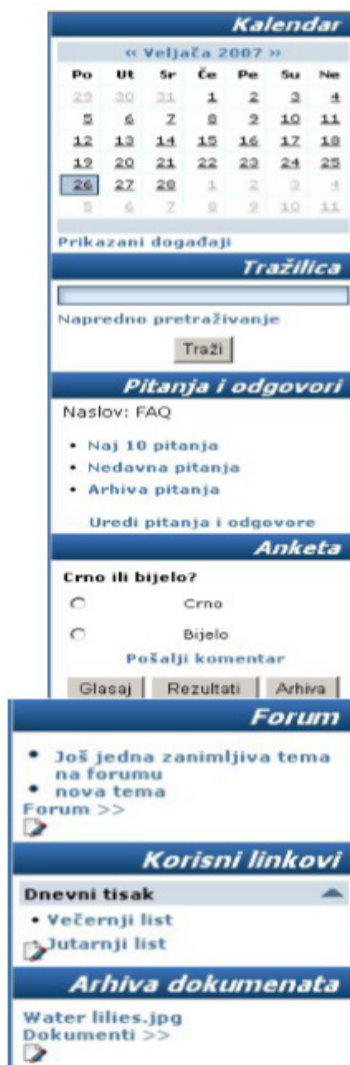 Kalendar
‹‹ Veljača 2007 ››
Po Ut Sr Če Pe Su Ne
29 30 31 1 2 3 4
5 6 7 8 9 10 11
12 13 14 15 16 17 18
19 20 21 22 23 24 25
26 27 28 1 2 3 4
5 6 7 8 9 10 11
Prikazani događaji
Tražilica
Napredno pretraživanje
Traži
Pitanja i odgovori
Naslov: FAQ
• Naj 10 pitanja
• Nedavna pitanja
• Arhiva pitanja
Uredi pitanja i odgovore
Anketa
Crno ili bijelo?
Crno
Bijelo
Pošalji komentar
Glasaj Rezultati Arhiva
Forum
• Još jedna zanimljiva tema
na forumu
• nova tema
Forum >>
Korisni linkovi
Dnevni tisak
• Večernji list
Jutarnji list
Arhiva dokumenata
Water lilies.jpg
Dokumenti >>